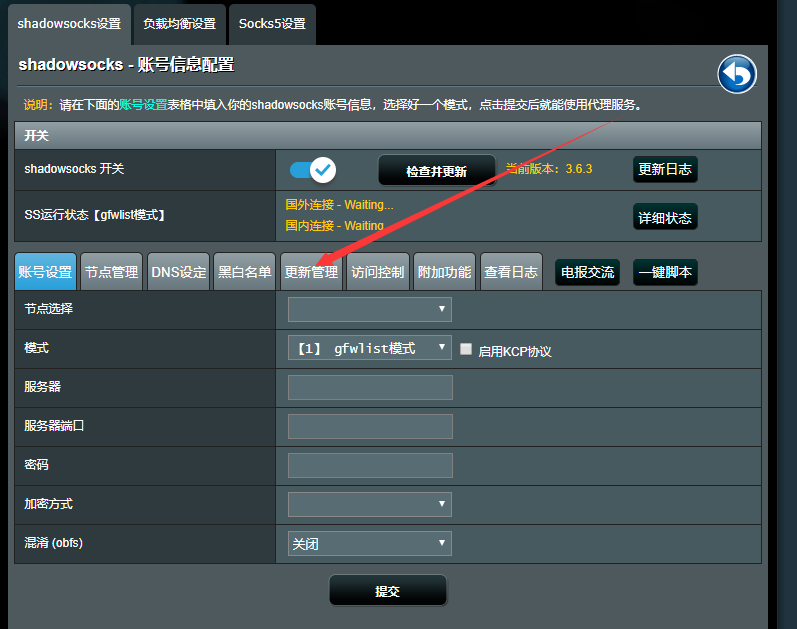 shadowsocks设置 负载均衡设置 Socks5设置
shadowsocks - 账号信息配置
说明：请在下面的账号设置表格中填入你的shadowsocks账号信息，选择好一个模式，点击提交后就能使用代理服务。
开关
shadowsocks 开关 检查并更新 当前版本：3.6.3 更新日志
SS运行状态【gfwlist模式】 国外连接 - Waiting...
国内连接 - Waiting 详细状态
账号设置 节点管理 DNS设定 黑白名单 更新管理 访问控制 附加功能 查看日志 电报交流 一键脚本
节点选择
模式 【1】 gfwlist模式 启用KCP协议
服务器
服务器端口
密码
加密方式
混淆 (obfs) 关闭
提交